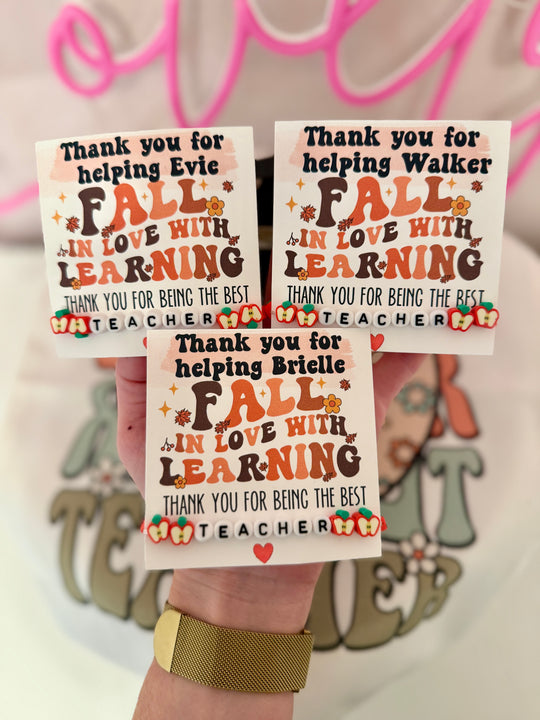 Thank you for
helping Evie
FALL
IN LOVE WITH
LEARNING
THANK YOU FOR BEING THE BEST
TEACHER
Thank you for
helping Walker
FALL
IN LOVE WITH
LEARNING
THANK YOU FOR BEING THE BEST
TEACHER
Thank you for
helping Brielle
FALL
IN LOVE WITH
LEARNING
THANK YOU FOR BEING THE BEST
TEACHER